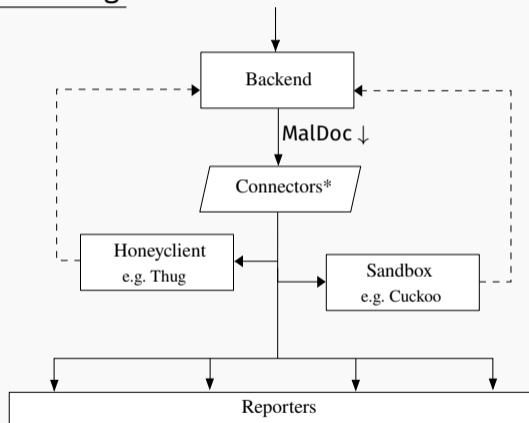 Backend
MalDoc ↓
Connectors*
Honeyclient
e.g. Thug
Sandbox
e.g. Cuckoo
Reporters